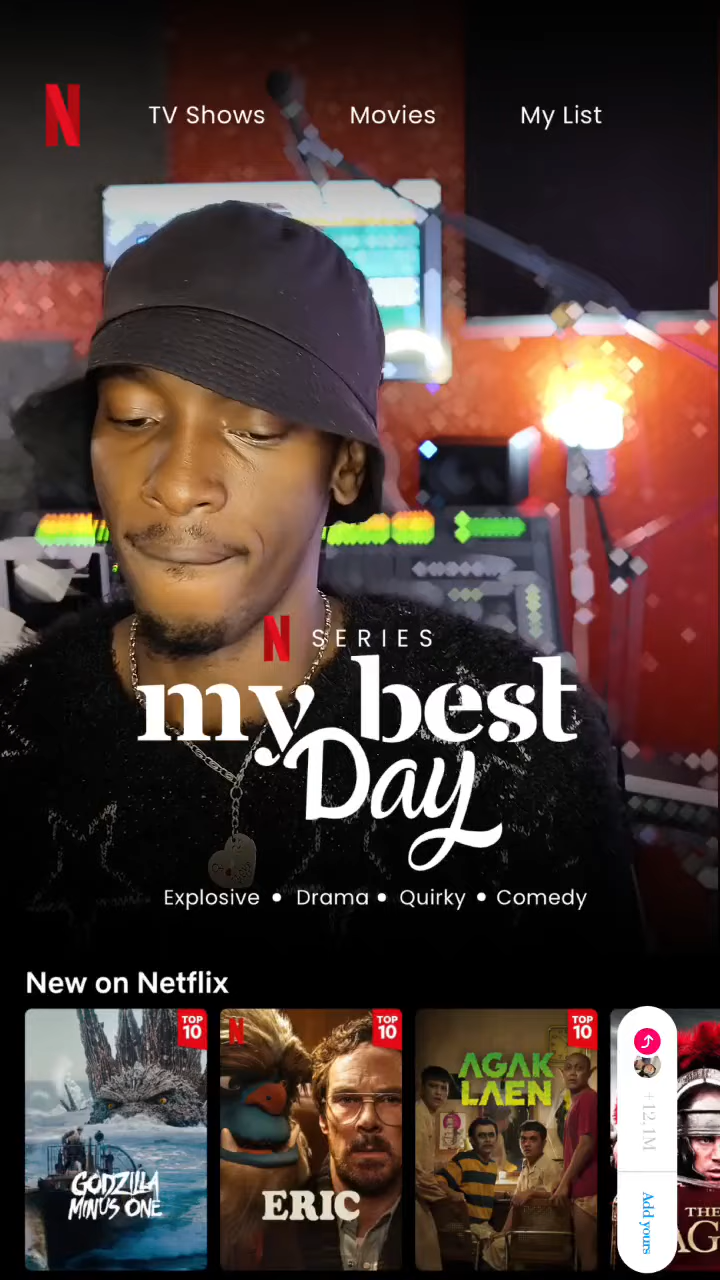 N
TV Shows
Movies
My List
N SERIES
my best
Day
Explosive • Drama • Quirky • Comedy
New on Netflix
TOP
10
GODZILLA
MINUS ONE
N
TOP
10
ERIC
TOP
10
AGAK
LAEN
THE
+12,1M
Add yours